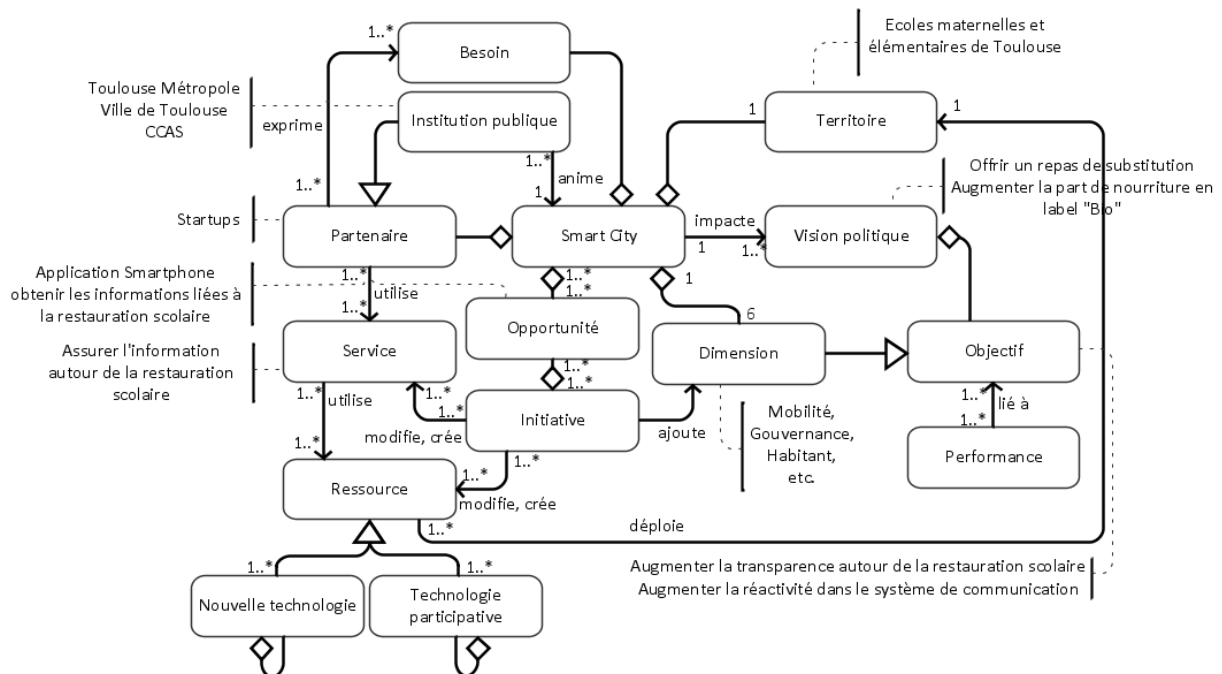 Ecoles maternelles et
élémentaires de Toulouse
1..*
Besoin
Toulouse Métropole
Ville de Toulouse
CCAS
exprime
Institution publique
1
Territoire
1
1..*
anime
1
Offrir un repas de substitution
Augmenter la part de nourriture en
label "Bio"
1..*
Startups
Partenaire
Smart City
impacte
1
1..*
Vision politique
Application Smartphone
obtenir les informations liées à
la restauration scolaire
1..*
utilise
1..*
1..*
1..*
1
6
Opportunité
Assurer l'information
autour de la restauration
scolaire
Service
Dimension
Objectif
1..*
utilise
1..*
1..*
1..*
1..*
1..*
lié à
1..*
Initiative
modifie, crée
ajoute
Mobilité,
Gouvernance,
Habitant,
etc.
Performance
1..*
1..*
1..*
Ressource
modifie, crée
1..*
déploie
1..*
1..*
Augmenter la transparence autour de la restauration scolaire
Augmenter la réactivité dans le système de communication
Nouvelle technologie
Technologie
participative